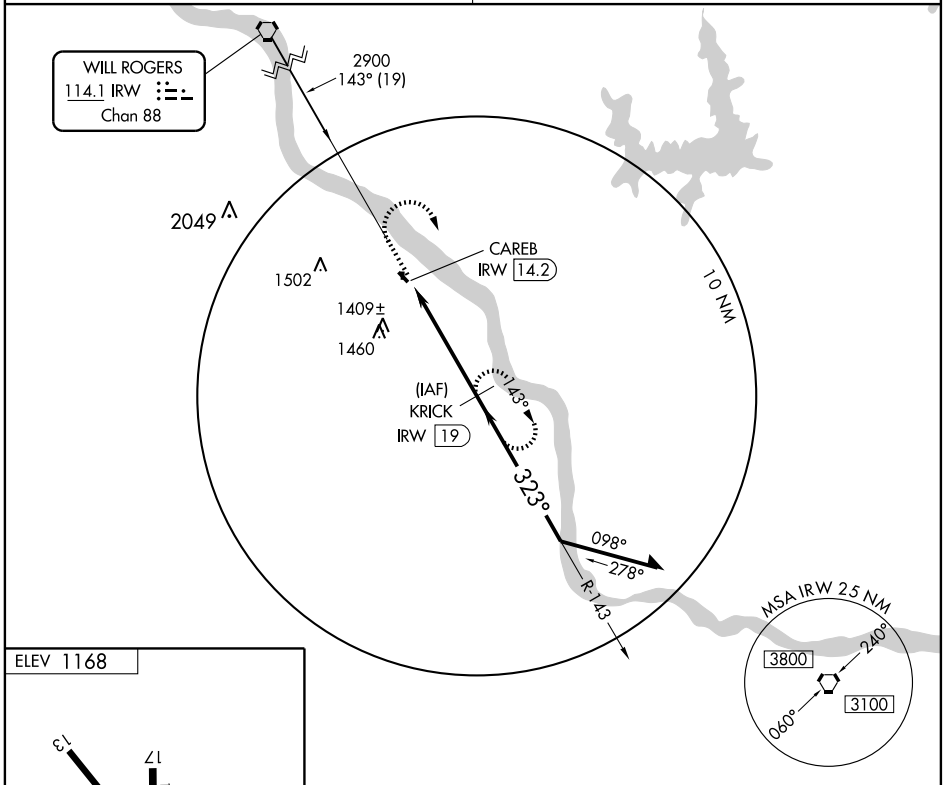 WILL ROGERS
114.1 IRW
Chan 88
2900
143° (19)
2049
1502
1409±
1460
CAREB
IRW 14.2
10 NM
(IAF)
KRICK
IRW 19
143°
323°
098°
278°
R-143
MSA IRW 25 NM
3800
240°
3100
060°
ELEV 1168
13
17